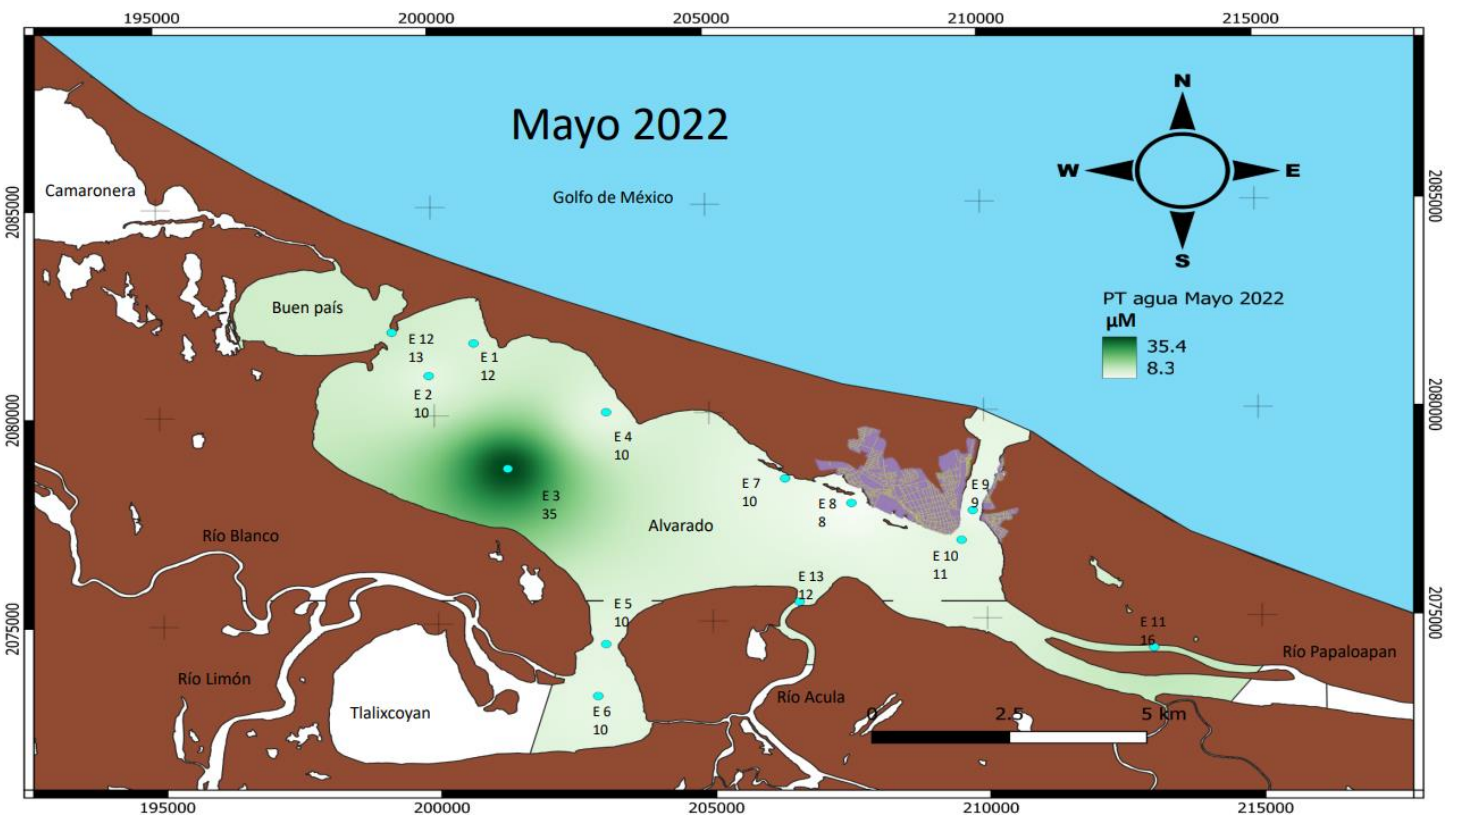 195000
200000
205000
210000
215000
Mayo 2022
N
W
E
S
Camaronera
Golfo de México
2085000
2085000
PT agua Mayo 2022
µM
35.4
8.3
Buen país
E 12
13
E 1
12
E 2
10
2080000
2080000
E 4
10
E 3
35
E 7
10
E 8
8
E 9
9
Alvarado
Río Blanco
E 10
11
E 13
12
E 5
10
2075000
2075000
E 11
16
Río Papaloapan
Río Limón
Río Acula
Tlalixcoyan
E 6
10
0
2.5
5 km
195000
200000
205000
210000
215000